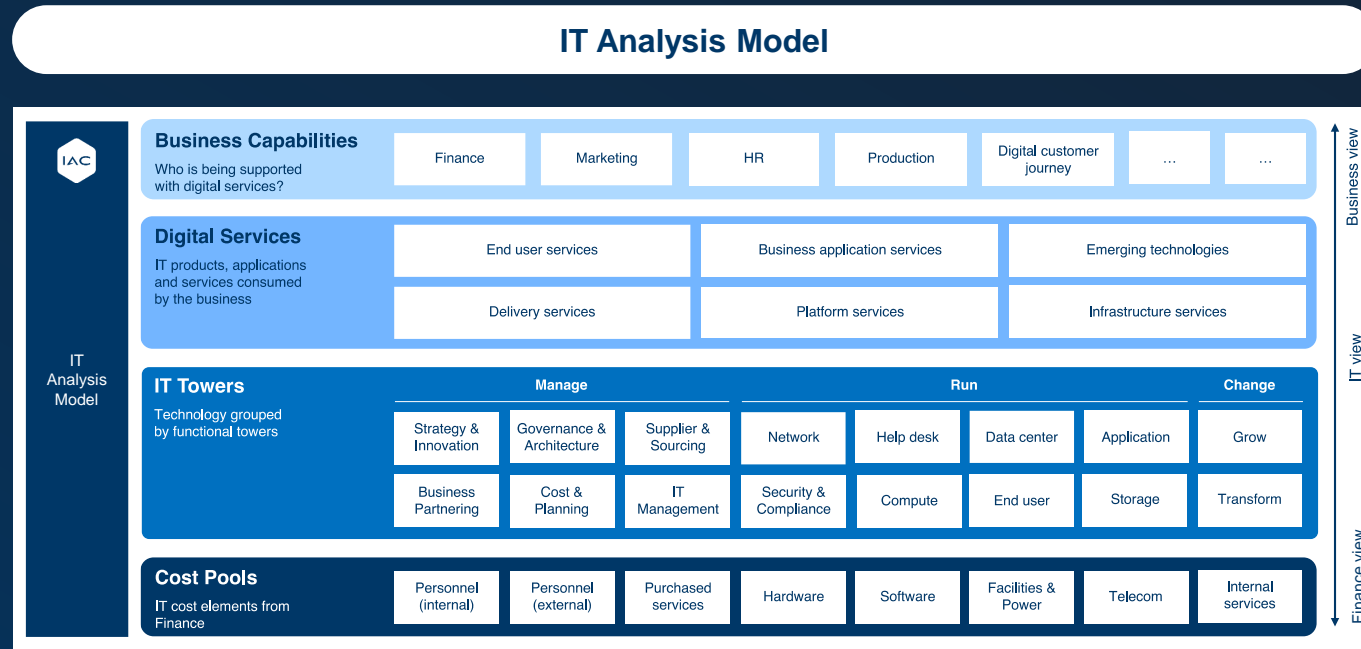 IT Analysis Model
IAC
IT
Analysis
Model
Business Capabilities
Who is being supported
with digital services?
Finance
Marketing
HR
Production
Digital customer
journey
...
...
Digital Services
IT products, applications
and services consumed
by the business
End user services
Business application services
Emerging technologies
Delivery services
Platform services
Infrastructure services
IT Towers
Technology grouped
by functional towers
Manage
Run
Change
Strategy &
Innovation
Governance &
Architecture
Supplier &
Sourcing
Network
Help desk
Data center
Application
Grow
Business
Partnering
Cost &
Planning
IT
Management
Security &
Compliance
Compute
End user
Storage
Transform
Cost Pools
IT cost elements from
Finance
Personnel
(internal)
Personnel
(external)
Purchased
services
Hardware
Software
Facilities &
Power
Telecom
Internal
services
Business view
IT view
Finance view